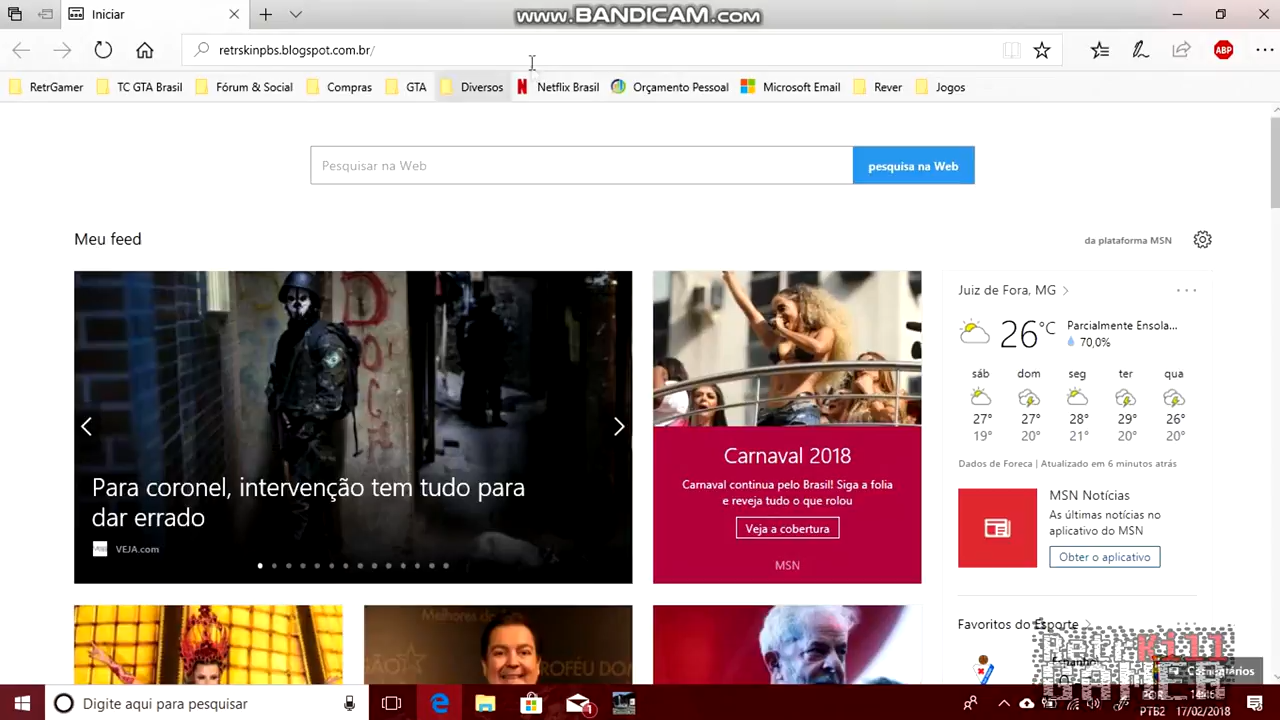 www.BANDICAM.com
Iniciar
retrskinpbs.blogspot.com.br/
ABP
RetrGamer
TC GTA Brasil
Fórum & Social
Compras
GTA
Diversos
Netflix Brasil
Orçamento Pessoal
Microsoft Email
Rever
Jogos
Pesquisar na Web
pesquisa na Web
Meu feed
da plataforma MSN
Para coronel, intervenção tem tudo para
dar errado
VEJA.com
Carnaval 2018
Carnaval continua pelo Brasil! Siga a folia
e reveja tudo o que rolou
Veja a cobertura
MSN
Juiz de Fora, MG
26°C
Parcialmente Ensola...
70,0%
sáb dom seg ter qua
27° 27° 28° 29° 26°
19° 20° 21° 20° 20°
Dados de Foreca | Atualizado em 6 minutos atrás
MSN Notícias
As últimas notícias no
aplicativo do MSN
Obter o aplicativo
Favoritos do Esporte
Digite aqui para pesquisar
1
PTB2
17/02/2018